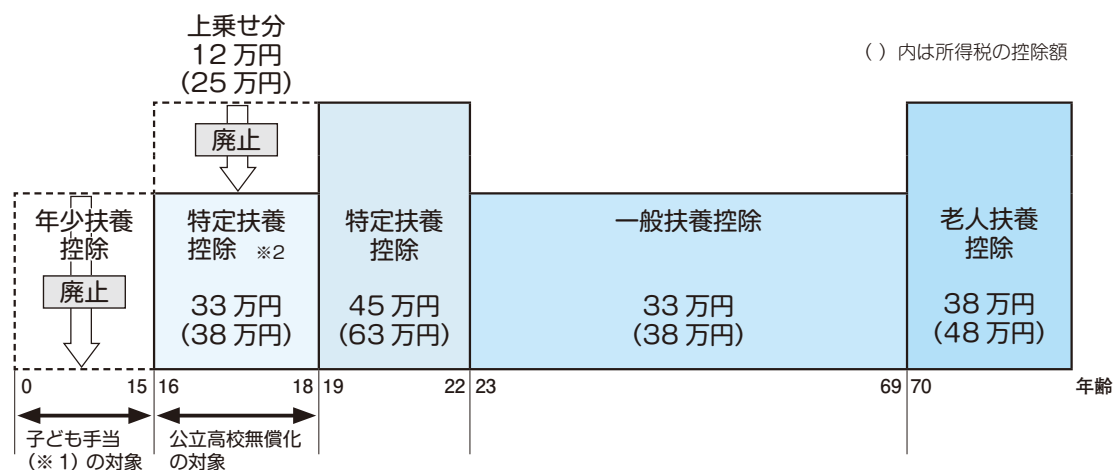 上乗せ分
12 万円
(25 万円)
( ) 内は所得税の控除額
廃止
年少扶養
控除
廃止
特定扶養
控除 ※2
33 万円
(38 万円)
特定扶養
控除
45 万円
(63 万円)
一般扶養控除
33 万円
(38 万円)
老人扶養
控除
38 万円
(48 万円)
0 15 16 18 19 22 23 69 70 年齢
子ども手当
(※ 1) の対象
公立高校無償化
の対象